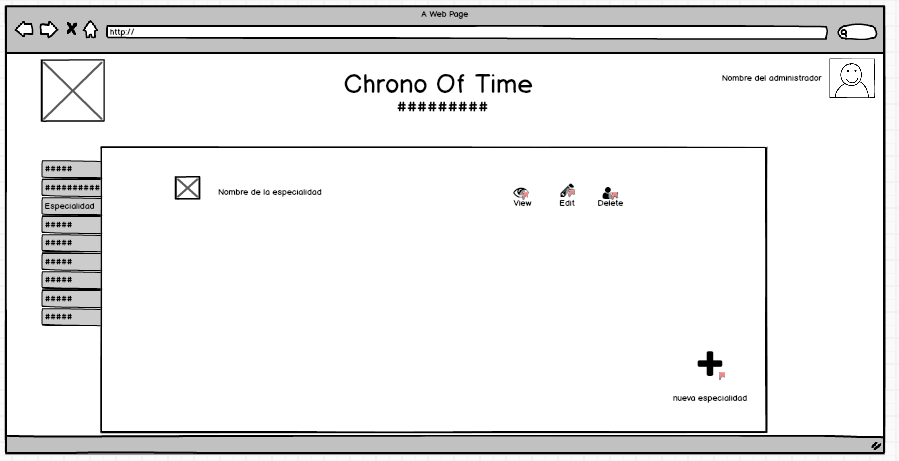 A Web Page
http://
Chrono Of Time
#########
Nombre del administrador
#####
##########
Especialidad
#####
#####
#####
#####
#####
#####
Nombre de la especialidad
View
Edit
Delete
nueva especialidad